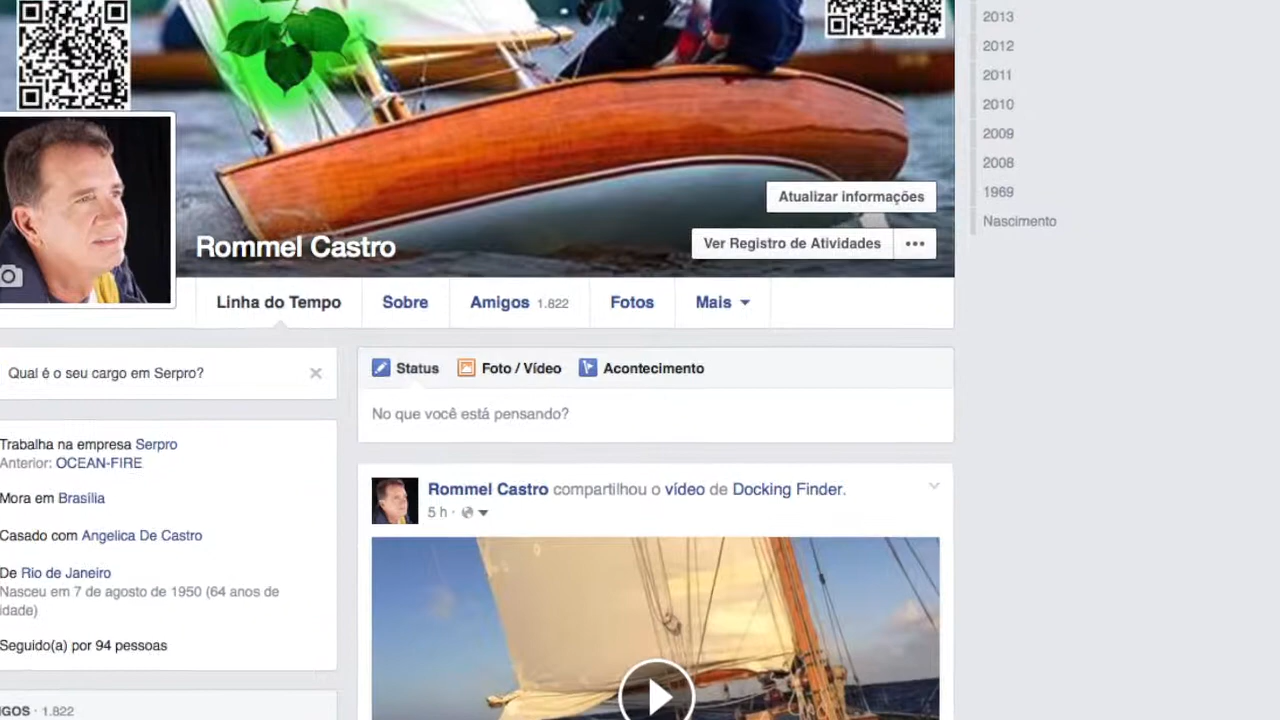 2013
2012
2011
2010
2009
2008
1969
Nascimento
Atualizar informações
Ver Registro de Atividades
Rommel Castro
Linha do Tempo Sobre Amigos 1.822 Fotos Mais
Qual é o seu cargo em Serpro?
Trabalha na empresa Serpro
Anterior: OCEAN-FIRE
Mora em Brasília
Casado com Angelica De Castro
De Rio de Janeiro
Nasceu em 7 de agosto de 1950 (64 anos de
idade)
Seguido(a) por 94 pessoas
IGOS · 1.822
Status Foto / Vídeo Acontecimento
No que você está pensando?
Rommel Castro compartilhou o vídeo de Docking Finder.
5 h ·